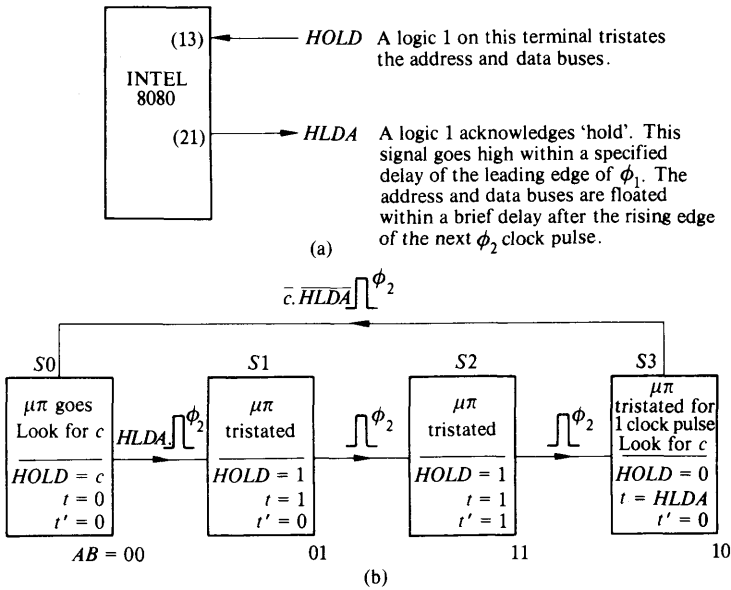 (13)
HOLD A logic 1 on this terminal tristates
the address and data buses.
INTEL
8080
(21)
HLDA A logic 1 acknowledges 'hold'. This
signal goes high within a specified
delay of the leading edge of ϕ₁. The
address and data buses are floated
within a brief delay after the rising edge
of the next ϕ₂ clock pulse.
(a)
c̅.H̅L̅D̅A̅ ϕ₂
S0
S1
S2
S3
μπ goes
Look for c
HOLD = c
t = 0
t' = 0
HLDA. ϕ₂
μπ
tristated
HOLD = 1
t = 1
t' = 0
ϕ₂
μπ
tristated
HOLD = 1
t = 1
t' = 1
ϕ₂
μπ
tristated for
1 clock pulse
Look for c
HOLD = 0
t = HLDA
t' = 0
AB = 00
01
11
10
(b)